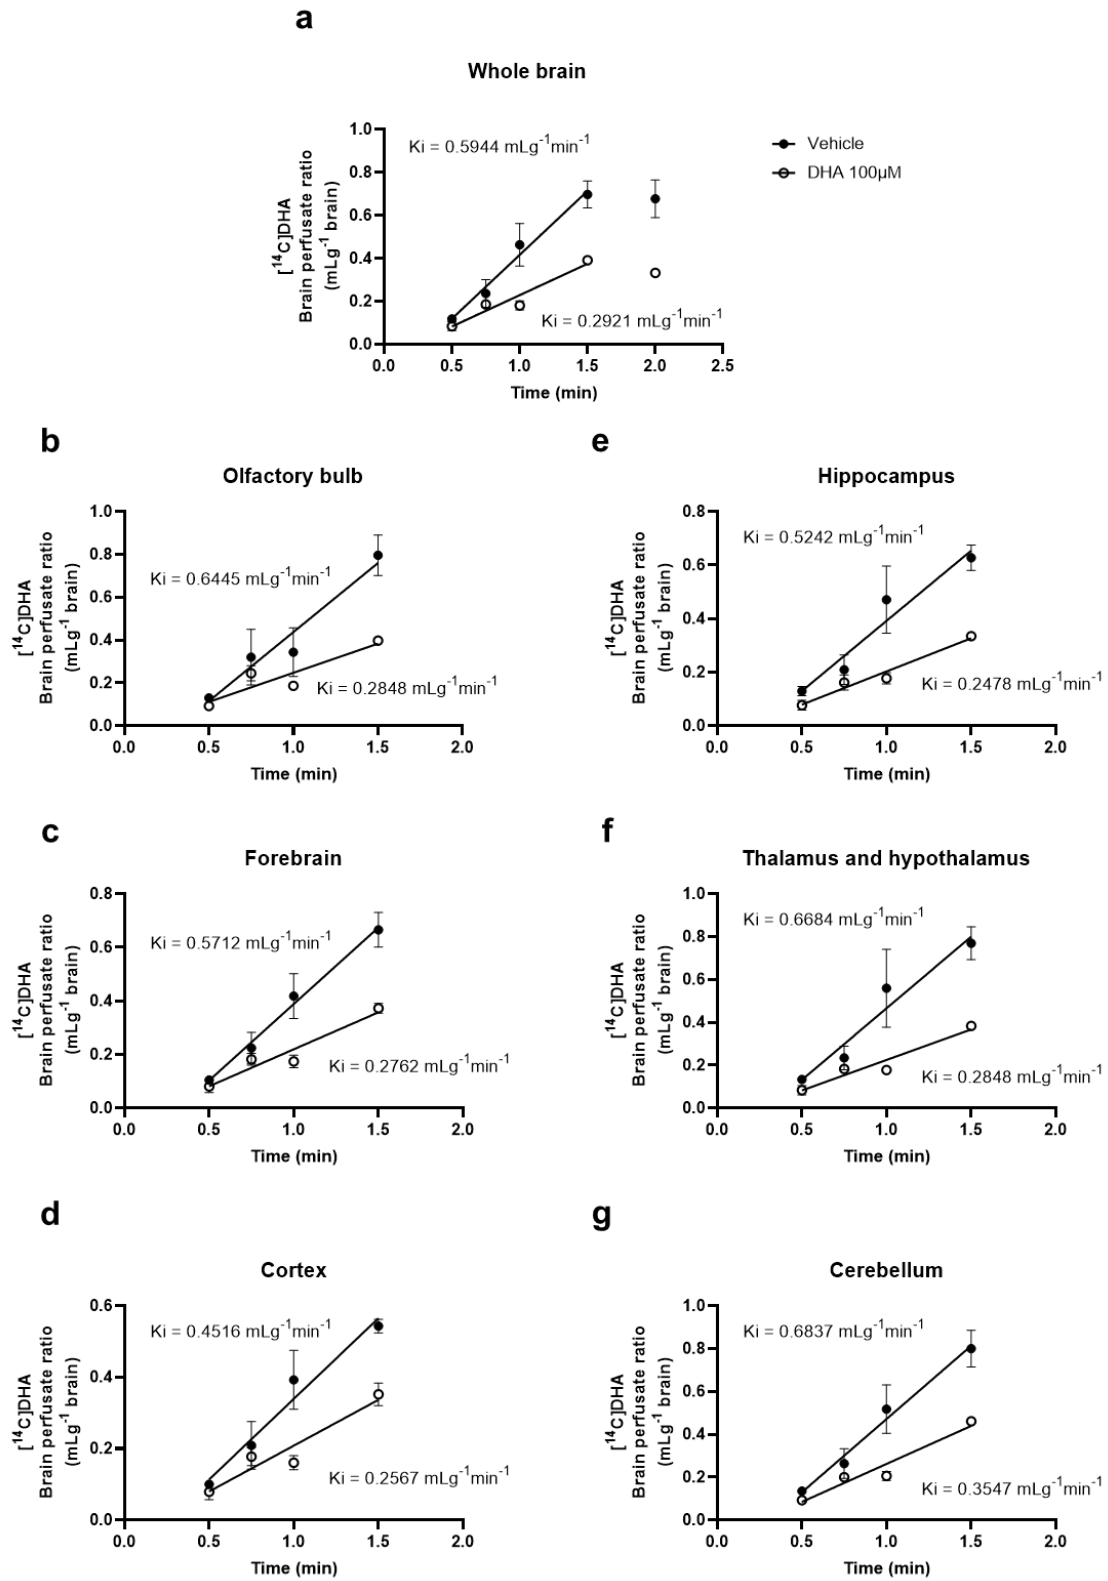 a
Whole brain
[¹⁴C]DHA
Brain perfusate ratio
(mLg⁻¹ brain)
1.0
0.8
0.6
0.4
0.2
0.0
Ki = 0.5944 mLg⁻¹min⁻¹
Ki = 0.2921 mLg⁻¹min⁻¹
0.0 0.5 1.0 1.5 2.0 2.5
Time (min)
Vehicle
DHA 100µM
b
Olfactory bulb
[¹⁴C]DHA
Brain perfusate ratio
(mLg⁻¹ brain)
1.0
0.8
0.6
0.4
0.2
0.0
Ki = 0.6445 mLg⁻¹min⁻¹
Ki = 0.2848 mLg⁻¹min⁻¹
0.0 0.5 1.0 1.5 2.0
Time (min)
e
Hippocampus
[¹⁴C]DHA
Brain perfusate ratio
(mLg⁻¹ brain)
0.8
0.6
0.4
0.2
0.0
Ki = 0.5242 mLg⁻¹min⁻¹
Ki = 0.2478 mLg⁻¹min⁻¹
0.0 0.5 1.0 1.5 2.0
Time (min)
c
Forebrain
[¹⁴C]DHA
Brain perfusate ratio
(mLg⁻¹ brain)
0.8
0.6
0.4
0.2
0.0
Ki = 0.5712 mLg⁻¹min⁻¹
Ki = 0.2762 mLg⁻¹min⁻¹
0.0 0.5 1.0 1.5 2.0
Time (min)
f
Thalamus and hypothalamus
[¹⁴C]DHA
Brain perfusate ratio
(mLg⁻¹ brain)
1.0
0.8
0.6
0.4
0.2
0.0
Ki = 0.6684 mLg⁻¹min⁻¹
Ki = 0.2848 mLg⁻¹min⁻¹
0.0 0.5 1.0 1.5 2.0
Time (min)
d
Cortex
[¹⁴C]DHA
Brain perfusate ratio
(mLg⁻¹ brain)
0.6
0.4
0.2
0.0
Ki = 0.4516 mLg⁻¹min⁻¹
Ki = 0.2567 mLg⁻¹min⁻¹
0.0 0.5 1.0 1.5 2.0
Time (min)
g
Cerebellum
[¹⁴C]DHA
Brain perfusate ratio
(mLg⁻¹ brain)
1.0
0.8
0.6
0.4
0.2
0.0
Ki = 0.6837 mLg⁻¹min⁻¹
Ki = 0.3547 mLg⁻¹min⁻¹
0.0 0.5 1.0 1.5 2.0
Time (min)